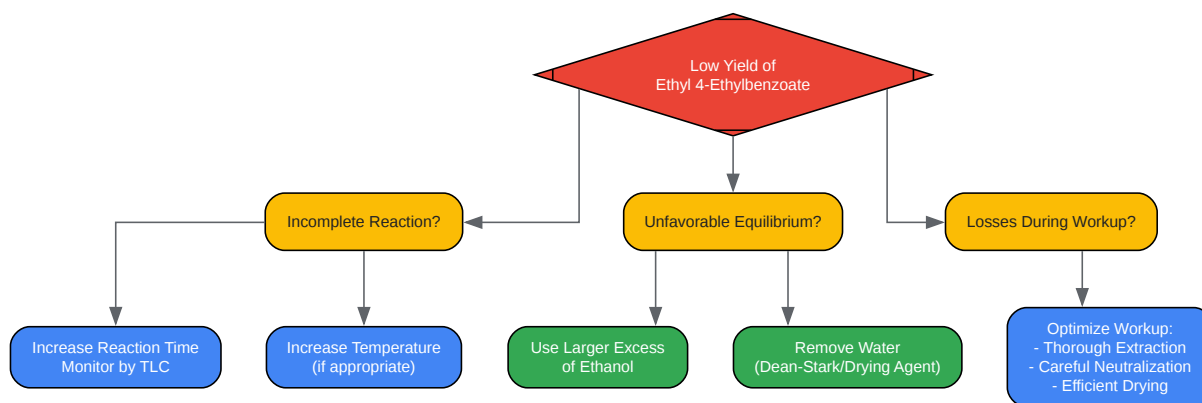 Low Yield of
Ethyl 4-Ethylbenzoate
Incomplete Reaction?
Unfavorable Equilibrium?
Losses During Workup?
Increase Reaction Time
Monitor by TLC
Increase Temperature
(if appropriate)
Use Larger Excess
of Ethanol
Remove Water
(Dean-Stark/Drying Agent)
Optimize Workup:
- Thorough Extraction
- Careful Neutralization
- Efficient Drying